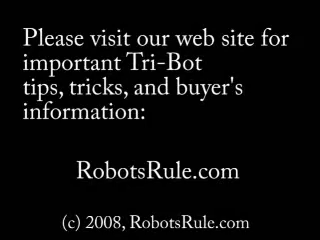 Please visit our web site for
important Tri-Bot
tips, tricks, and buyer's
information:
RobotsRule.com
(c) 2008, RobotsRule.com